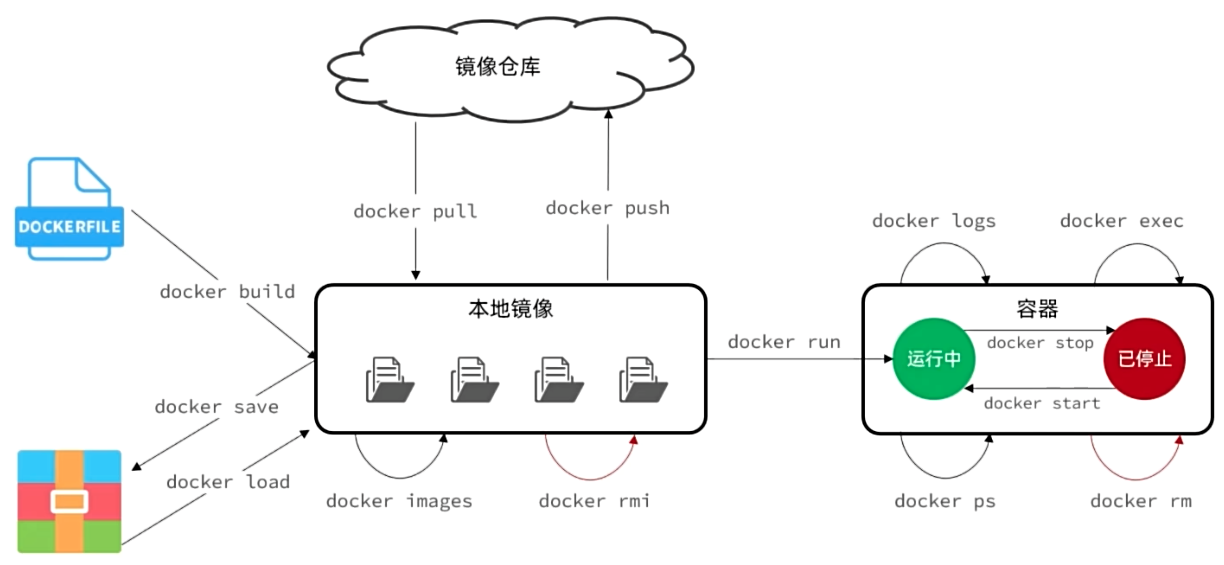 镜像仓库
docker pull
docker push
DOCKERFILE
docker build
docker save
docker load
本地镜像
docker images
docker rmi
docker run
docker logs
docker exec
容器
运行中
docker stop
已停止
docker start
docker ps
docker rm